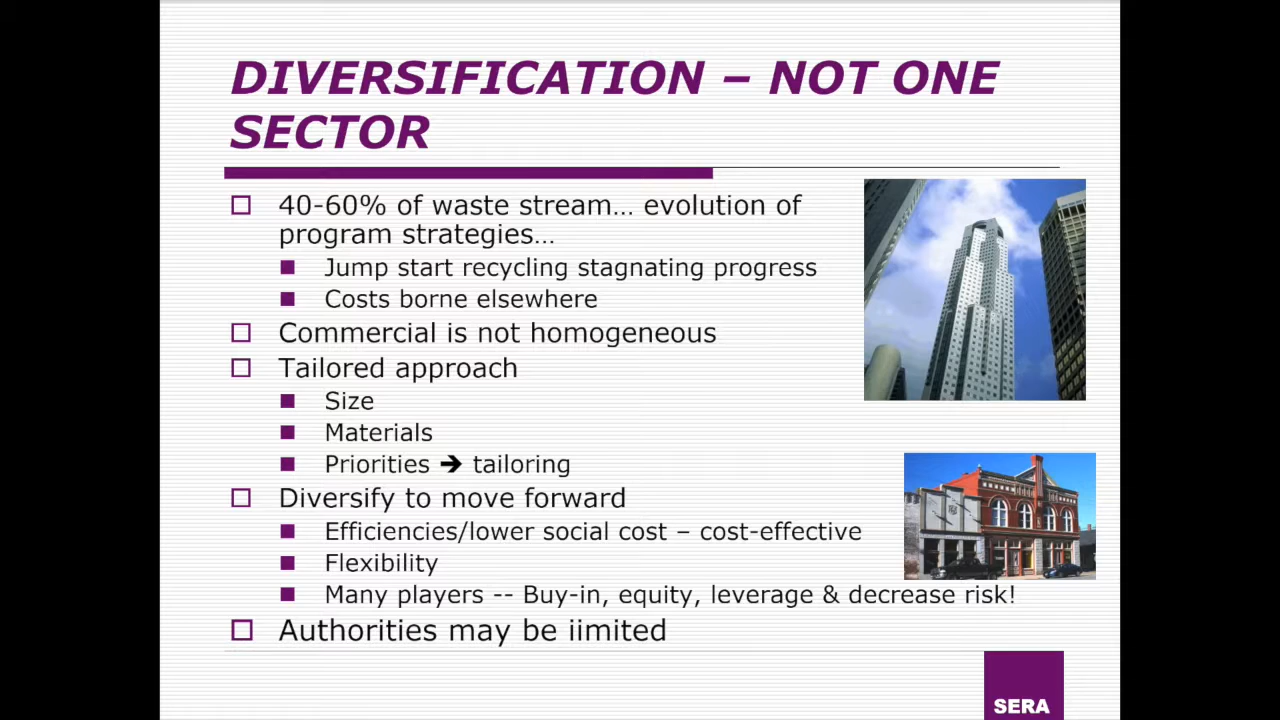 DIVERSIFICATION – NOT ONE
SECTOR
40-60% of waste stream… evolution of
program strategies…
Jump start recycling stagnating progress
Costs borne elsewhere
Commercial is not homogeneous
Tailored approach
Size
Materials
Priorities → tailoring
Diversify to move forward
Efficiencies/lower social cost – cost-effective
Flexibility
Many players -- Buy-in, equity, leverage & decrease risk!
Authorities may be iimited
SERA